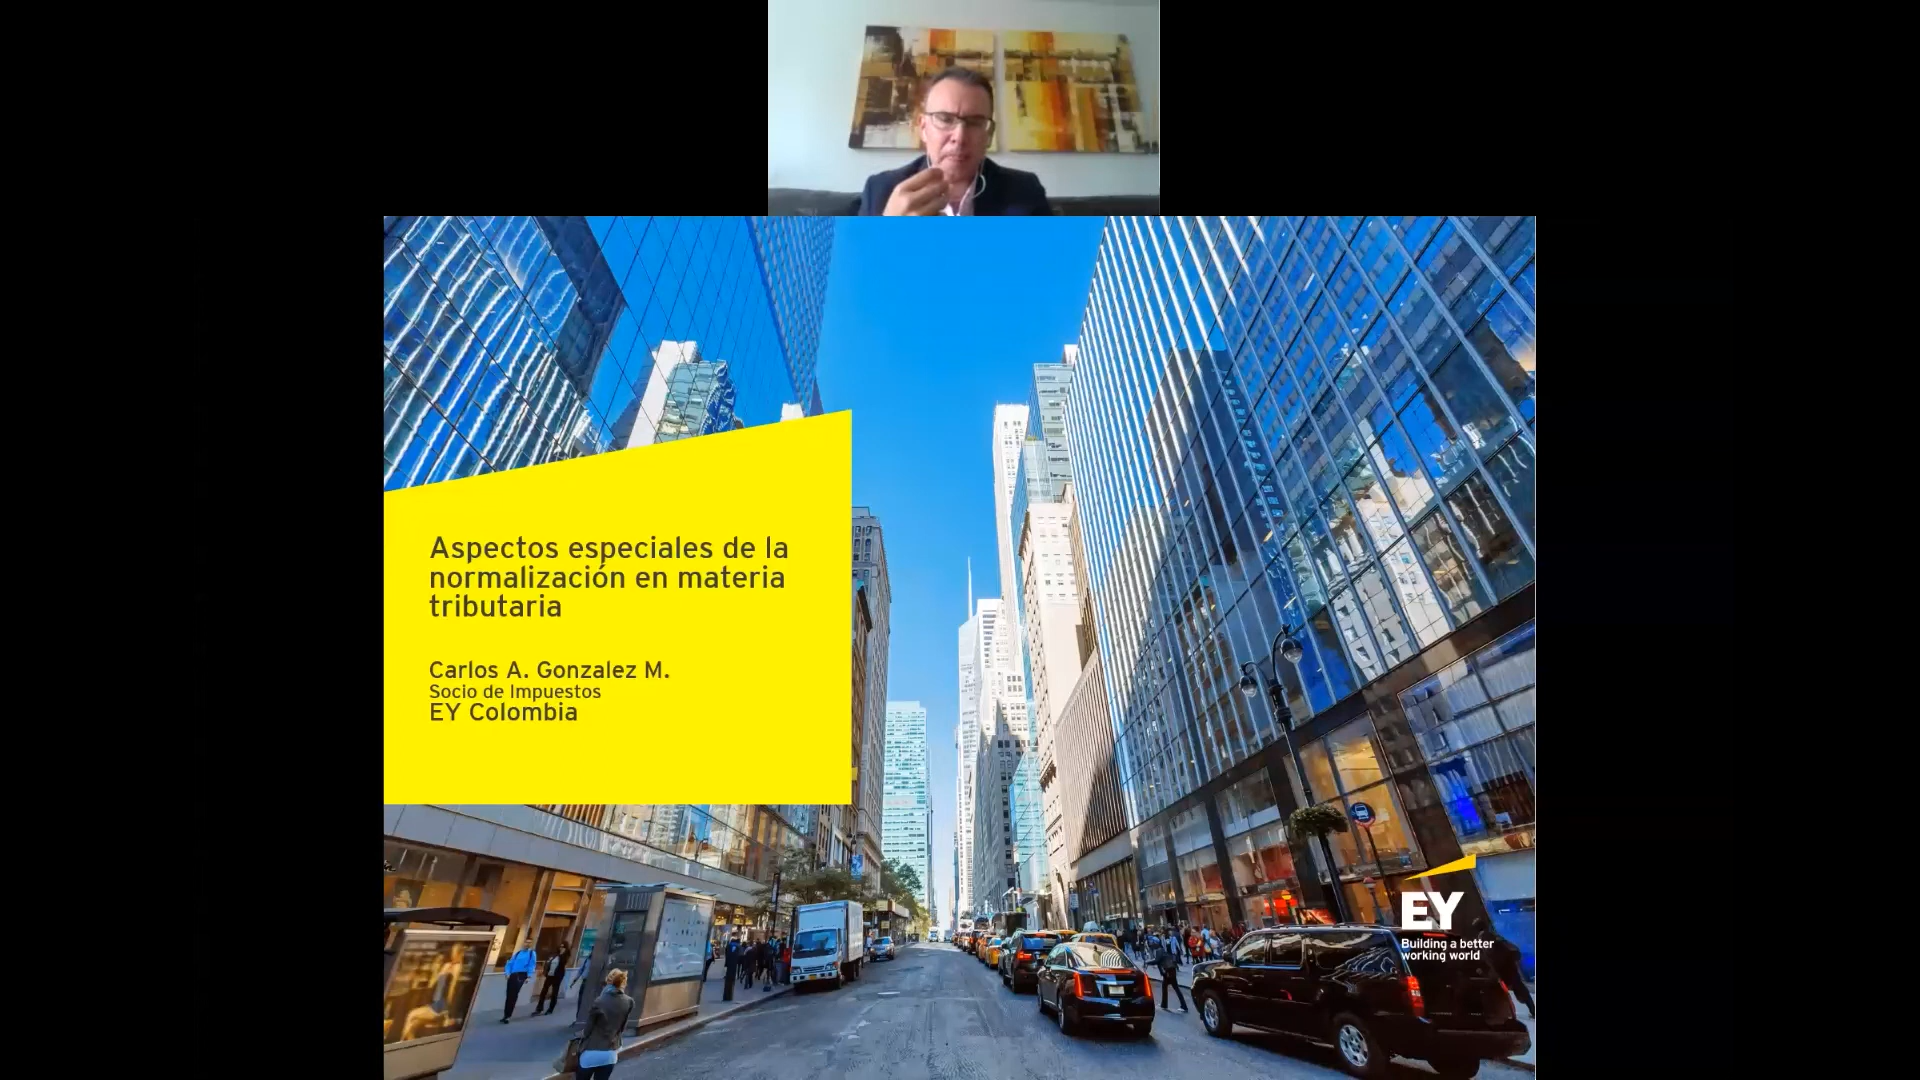 Aspectos especiales de la
normalización en materia
tributaria
Carlos A. Gonzalez M.
Socio de Impuestos
EY Colombia
EY
Building a better
working world